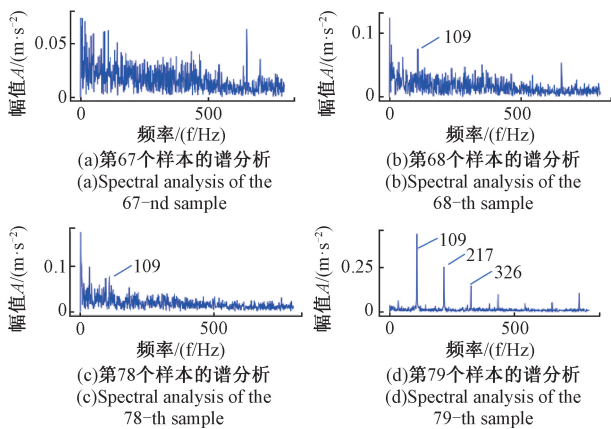 幅值A/(m·s⁻²)
0.05
0
500
频率/(f/Hz)
(a)第67个样本的谱分析
(a)Spectral analysis of the
67-nd sample
幅值A/(m·s⁻²)
0.1
0
109
500
频率/(f/Hz)
(b)第68个样本的谱分析
(b)Spectral analysis of the
68-th sample
幅值A/(m·s⁻²)
0.1
0
109
0
500
频率/(f/Hz)
(c)第78个样本的谱分析
(c)Spectral analysis of the
78-th sample
幅值A/(m·s⁻²)
0.25
0
109
217
326
0
500
频率/(f/Hz)
(d)第79个样本的谱分析
(d)Spectral analysis of the
79-th sample